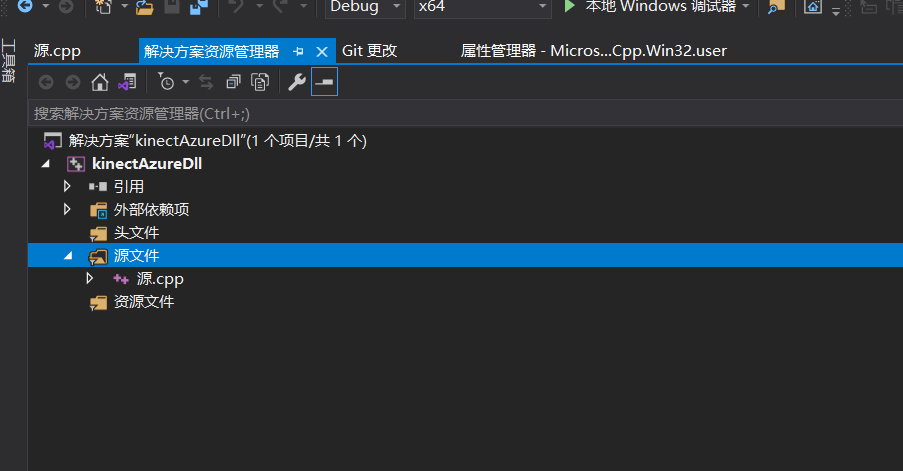 Debug x64 本地 Windows 调试器
工具箱
源.cpp 解决方案资源管理器 Git 更改 属性管理器 - Micros...Cpp.Win32.user
搜索解决方案资源管理器(Ctrl+;)
解决方案"kinectAzureDll"(1 个项目/共 1 个)
kinectAzureDll
引用
外部依赖项
头文件
源文件
源.cpp
资源文件